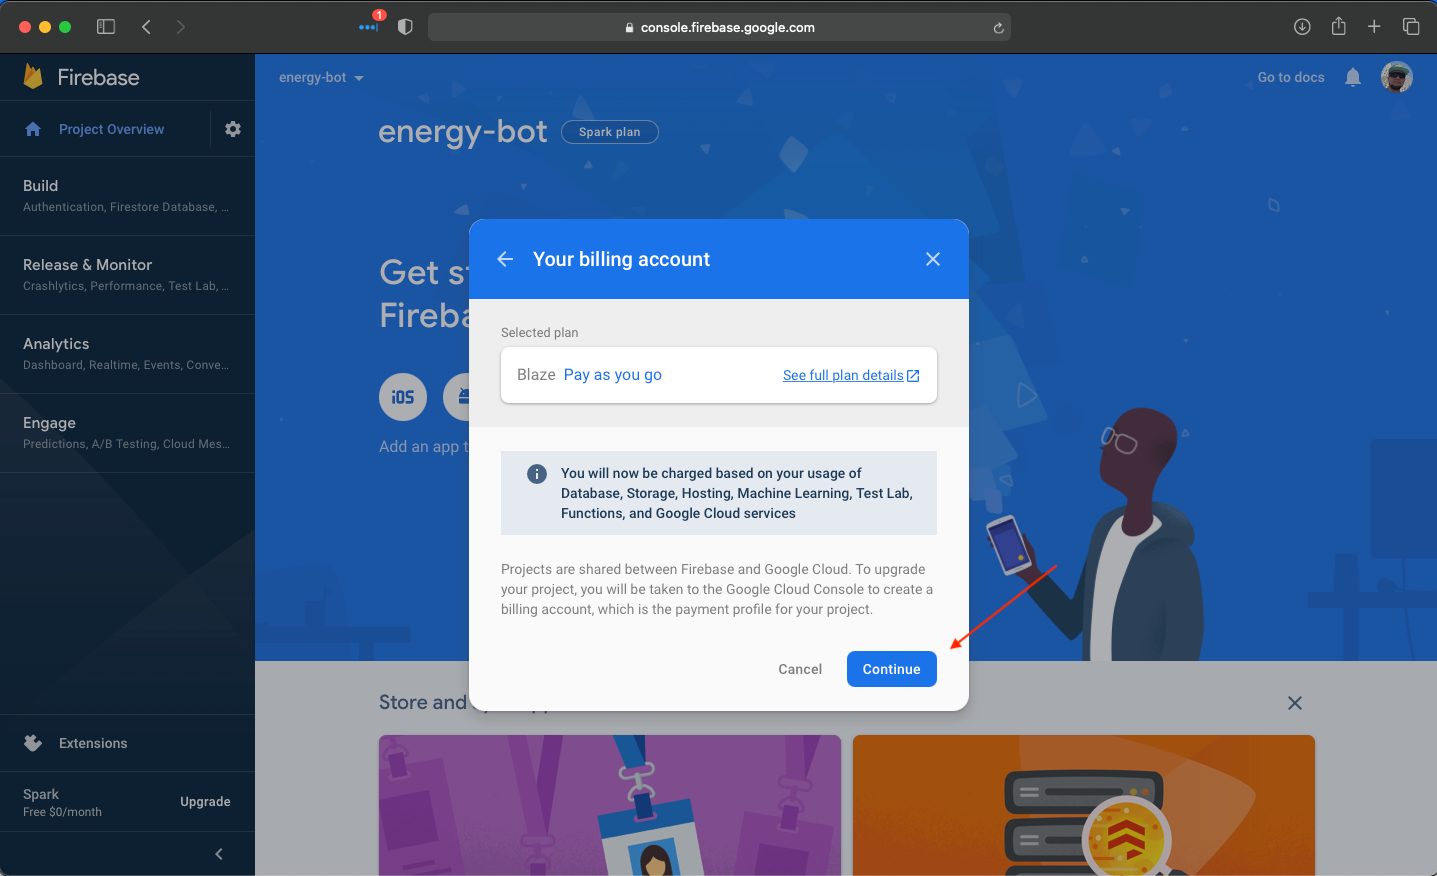 1
console.firebase.google.com
Firebase
Project Overview
Build
Authentication, Firestore Database, ...
Release & Monitor
Crashlytics, Performance, Test Lab, ...
Analytics
Dashboard, Realtime, Events, Conve...
Engage
Predictions, A/B Testing, Cloud Mes...
Extensions
Spark
Free $0/month
Upgrade
energy-bot
Go to docs
energy-bot
Spark plan
Get
Fireba
iOS
Add an app
Your billing account
Selected plan
Blaze Pay as you go
See full plan details
You will now be charged based on your usage of
Database, Storage, Hosting, Machine Learning, Test Lab,
Functions, and Google Cloud services
Projects are shared between Firebase and Google Cloud. To upgrade
your project, you will be taken to the Google Cloud Console to create a
billing account, which is the payment profile for your project.
Cancel
Continue
Store and